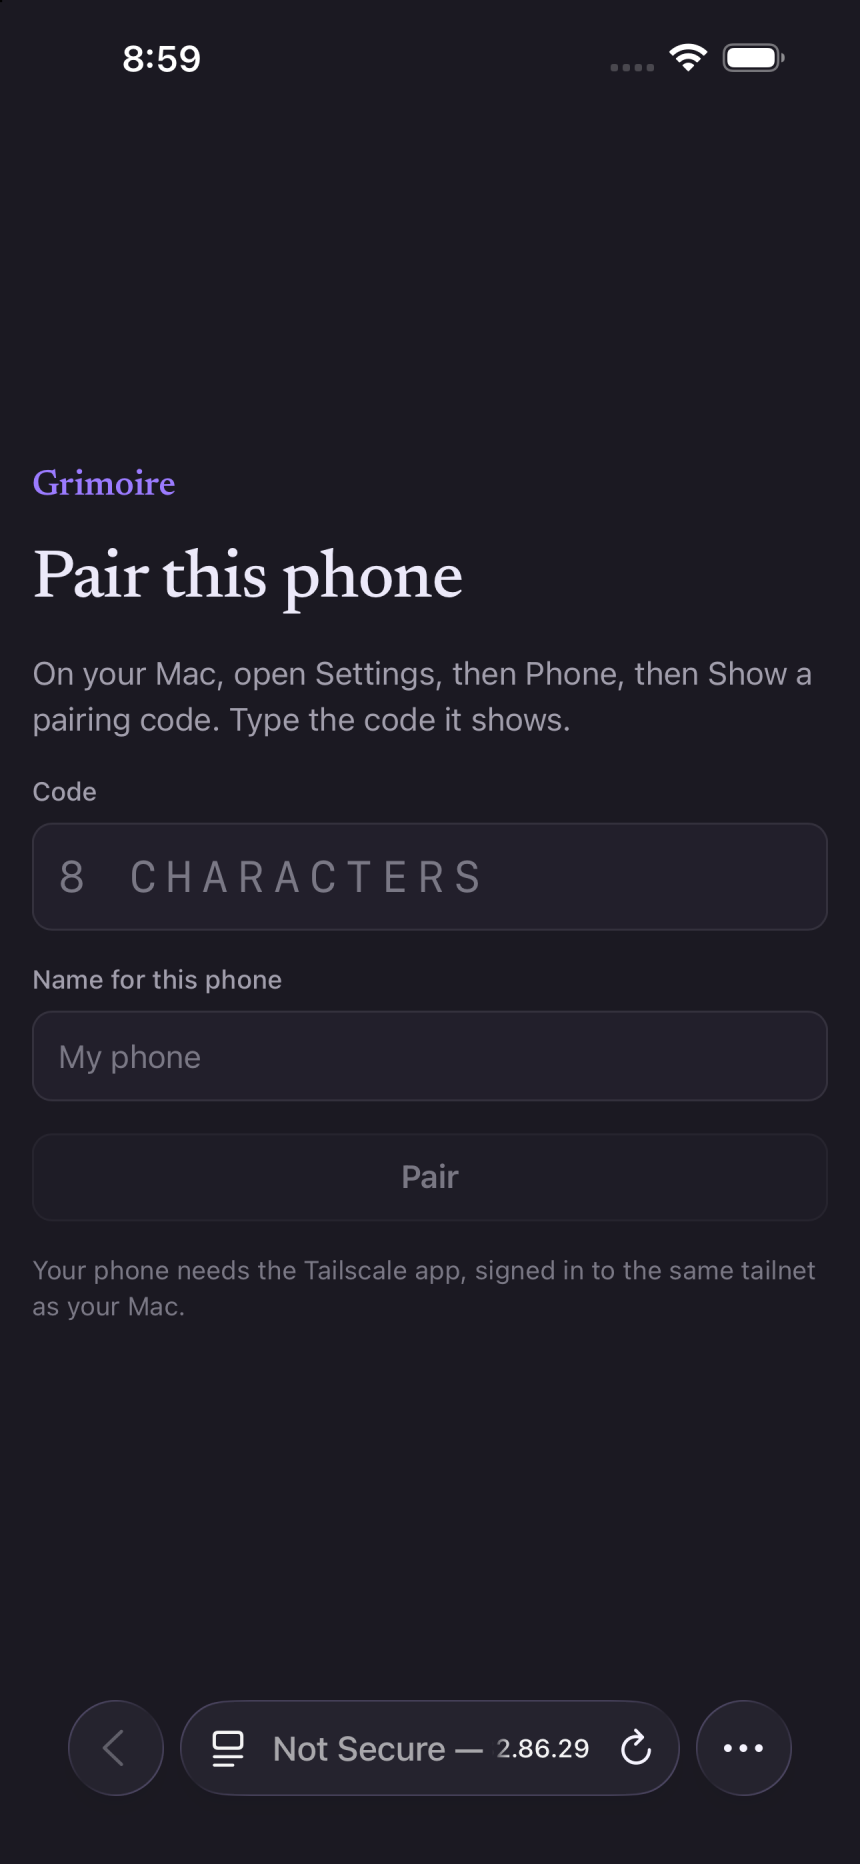 8:59
Grimoire
Pair this phone
On your Mac, open Settings, then Phone, then Show a
pairing code. Type the code it shows.
Code
8 CHARACTERS
Name for this phone
My phone
Pair
Your phone needs the Tailscale app, signed in to the same tailnet
as your Mac.
Not Secure — 2.86.29